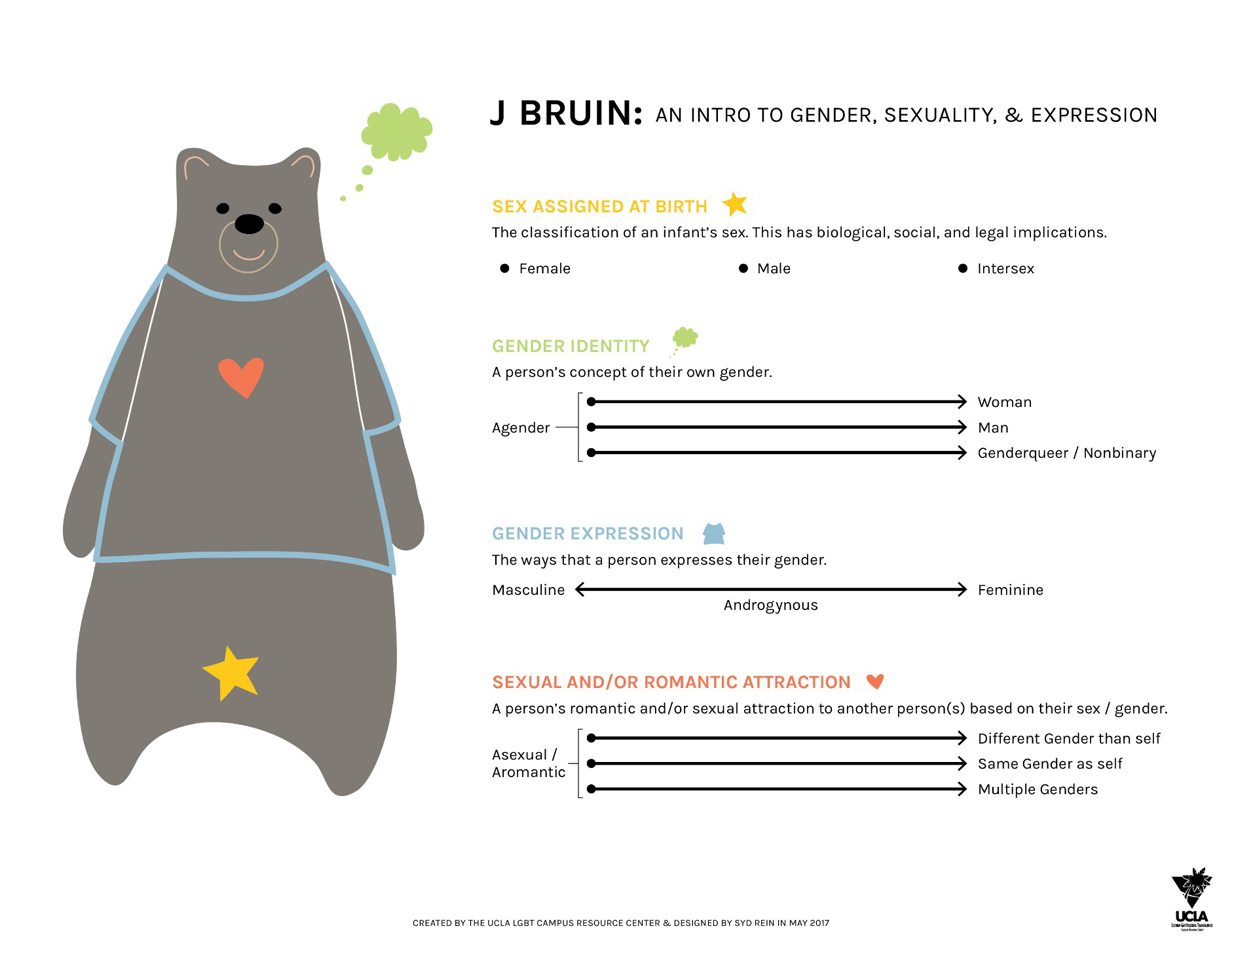 J BRUIN: AN INTRO TO GENDER, SEXUALITY, & EXPRESSION
SEX ASSIGNED AT BIRTH
The classification of an infant's sex. This has biological, social, and legal implications.
Female
Male
Intersex
GENDER IDENTITY
A person's concept of their own gender.
Agender
Woman
Man
Genderqueer / Nonbinary
GENDER EXPRESSION
The ways that a person expresses their gender.
Masculine
Feminine
Androgynous
SEXUAL AND/OR ROMANTIC ATTRACTION
A person's romantic and/or sexual attraction to another person(s) based on their sex / gender.
Asexual /
Aromantic
Different Gender than self
Same Gender as self
Multiple Genders
UCLA
CREATED BY THE UCLA LGBT CAMPUS RESOURCE CENTER & DESIGNED BY SYD REIN IN MAY 2017